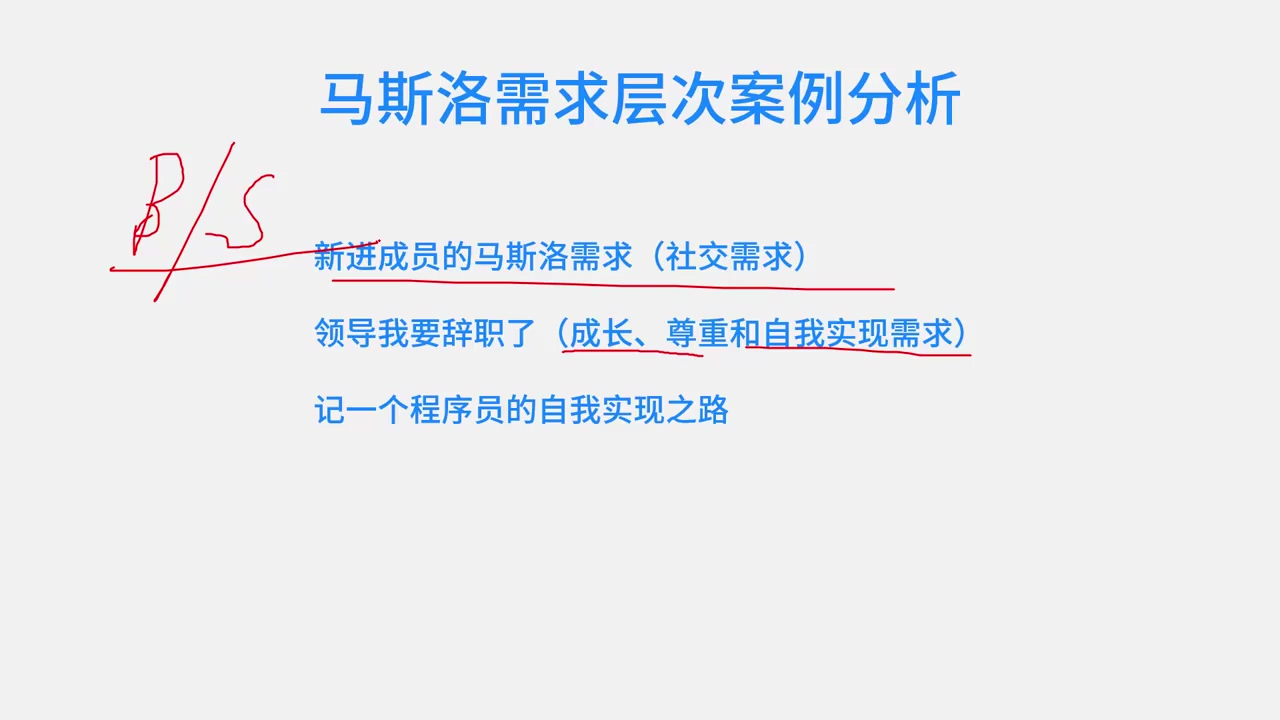 马斯洛需求层次案例分析
B/S
新进成员的马斯洛需求（社交需求）
领导我要辞职了（成长、尊重和自我实现需求）
记一个程序员的自我实现之路